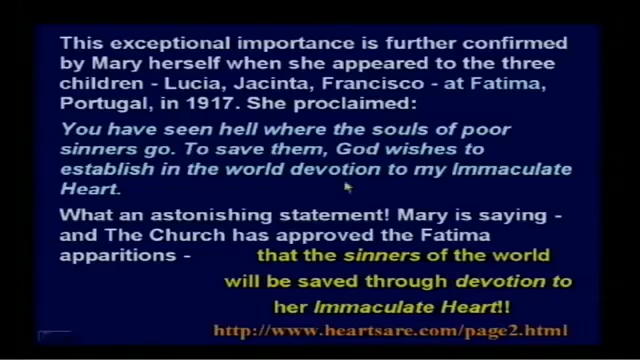 This exceptional importance is further confirmed
by Mary herself when she appeared to the three
children - Lucia, Jacinta, Francisco - at Fatima,
Portugal, in 1917. She proclaimed:
You have seen hell where the souls of poor
sinners go. To save them, God wishes to
establish in the world devotion to my Immaculate
Heart.
What an astonishing statement! Mary is saying -
and The Church has approved the Fatima
apparitions - that the sinners of the world
will be saved through devotion to
her Immaculate Heart!!
http://www.heartsare.com/page2.html